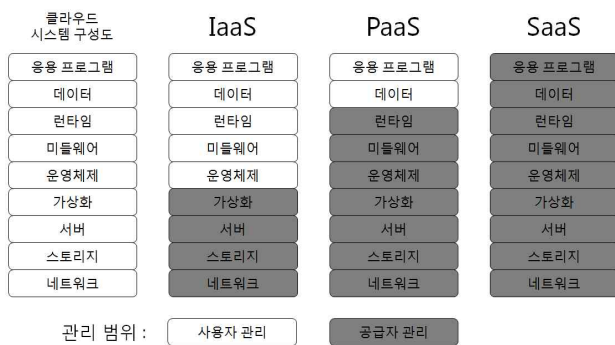 클라우드
시스템 구성도
IaaS
PaaS
SaaS
응용 프로그램
응용 프로그램
응용 프로그램
응용 프로그램
데이터
데이터
데이터
데이터
런타임
런타임
런타임
런타임
미들웨어
미들웨어
미들웨어
미들웨어
운영체제
운영체제
운영체제
운영체제
가상화
가상화
가상화
가상화
서버
서버
서버
서버
스토리지
스토리지
스토리지
스토리지
네트워크
네트워크
네트워크
네트워크
관리 범위 :
사용자 관리
공급자 관리